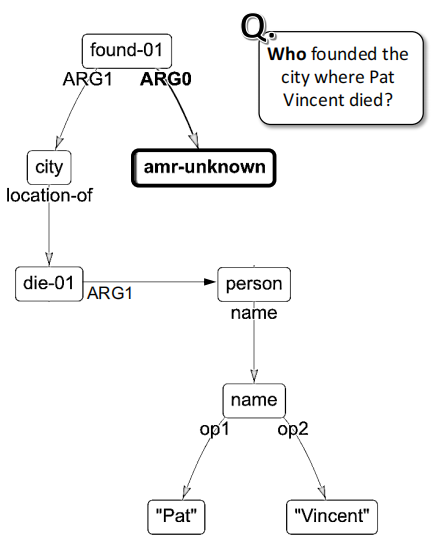 Q.
Who founded the
city where Pat
Vincent died?
found-01
ARG1
ARG0
city
amr-unknown
location-of
die-01
ARG1
person
name
name
op1
op2
"Pat"
"Vincent"